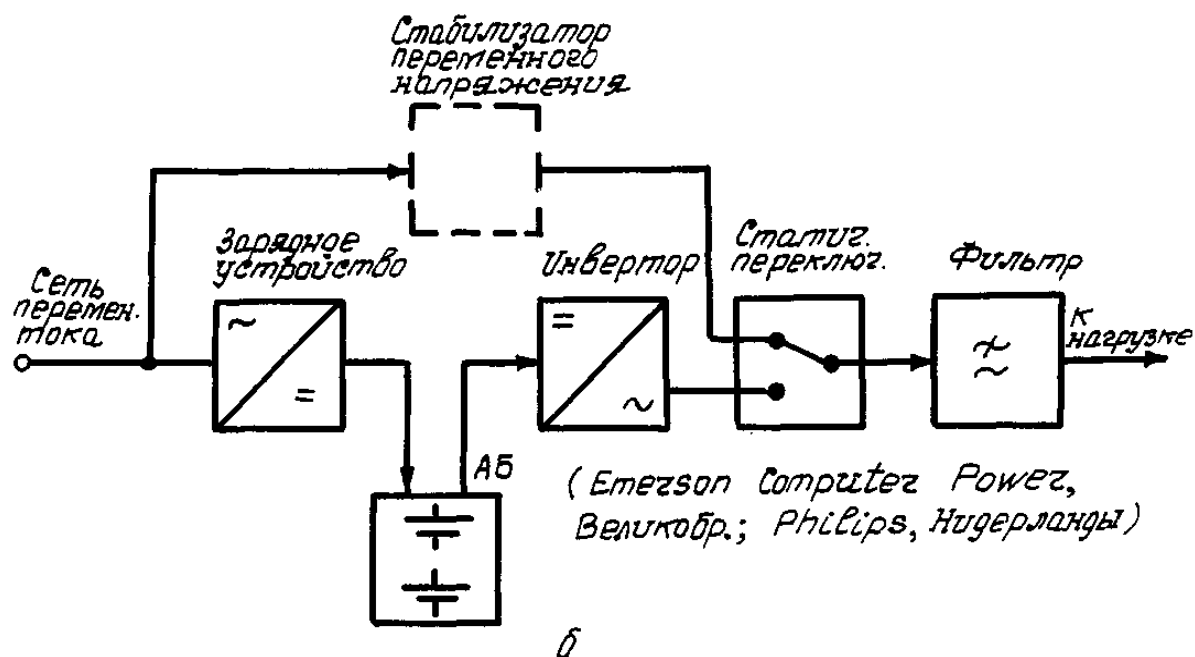 Стабилизатор
переменного
напряжения
Зарядное
устройство
Инвертор
Статич.
переключ.
Фильтр
Сеть
перемен.
тока
К
нагрузке
~
=
=
~
АБ
(Emerson Computer Power,
Великобр.; Philips, Нидерланды)
б